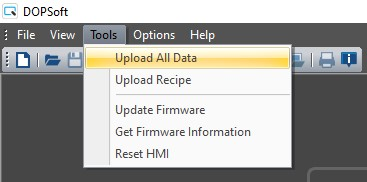 DOPSoft
File View Tools Options Help
Upload All Data
Upload Recipe
Update Firmware
Get Firmware Information
Reset HMI